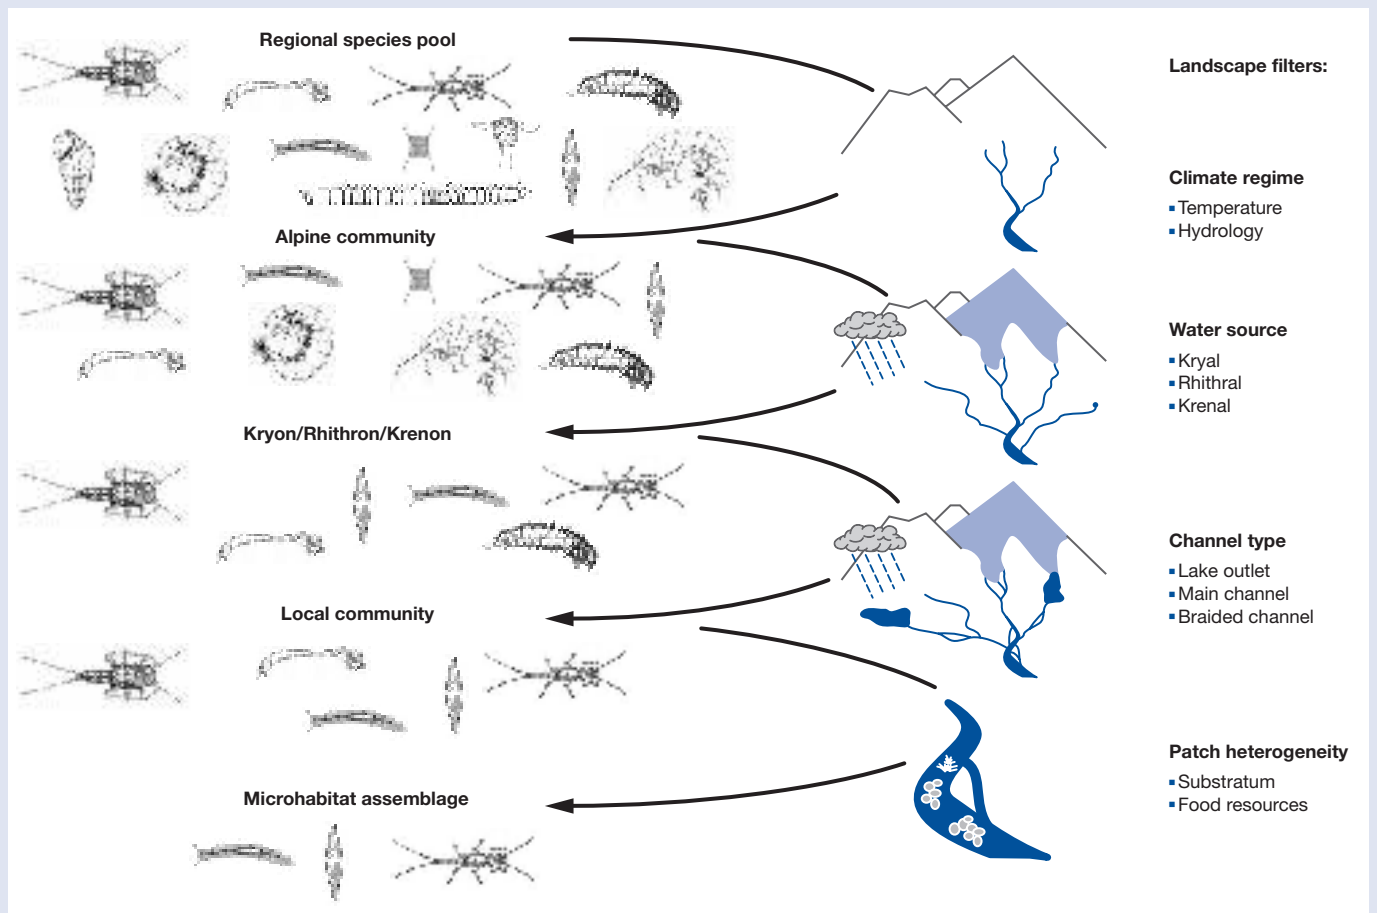 Regional species pool
Landscape filters:
Climate regime
Temperature
Hydrology
Alpine community
Water source
Kryal
Rhithral
Krenal
Kryon/Rhithron/Krenon
Channel type
Lake outlet
Main channel
Braided channel
Local community
Patch heterogeneity
Substratum
Food resources
Microhabitat assemblage